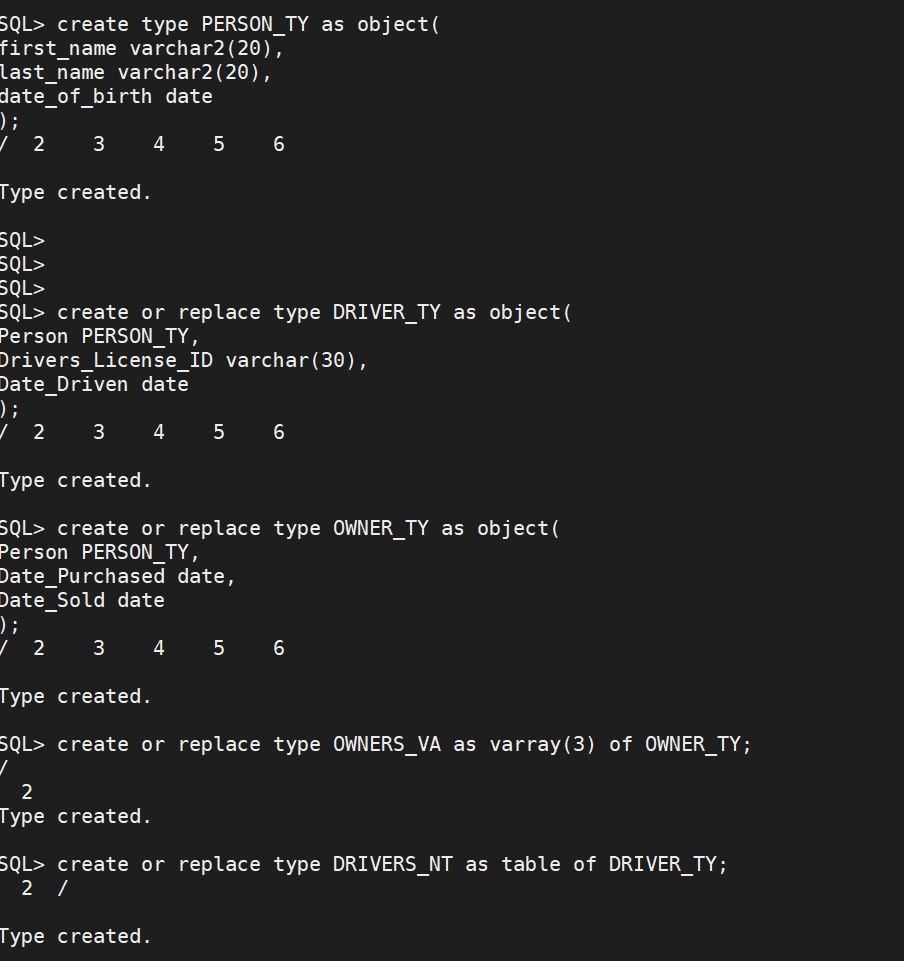 SQL> create type PERSON_TY as object(
first_name varchar2(20),
last_name varchar2(20),
date_of_birth date
);
/  2    3    4    5    6
Type created.
SQL>
SQL>
SQL>
SQL> create or replace type DRIVER_TY as object(
Person PERSON_TY,
Drivers_License_ID varchar(30),
Date_Driven date
);
/  2    3    4    5    6
Type created.
SQL> create or replace type OWNER_TY as object(
Person PERSON_TY,
Date_Purchased date,
Date_Sold date
);
/  2    3    4    5    6
Type created.
SQL> create or replace type OWNERS_VA as varray(3) of OWNER_TY;
/
  2
Type created.
SQL> create or replace type DRIVERS_NT as table of DRIVER_TY;
  2  /
Type created.